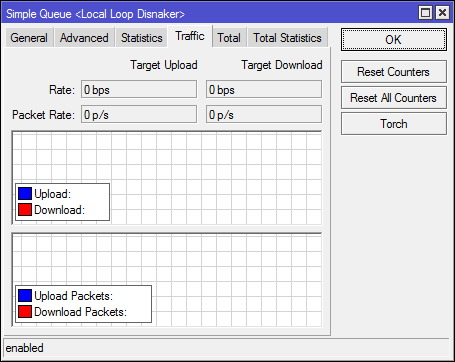 Simple Queue <Local Loop Disnaker>
General Advanced Statistics Traffic Total Total Statistics
OK
Reset Counters
Reset All Counters
Torch
Target Upload Target Download
Rate: 0 bps 0 bps
Packet Rate: 0 p/s 0 p/s
Upload:
Download:
Upload Packets:
Download Packets:
enabled